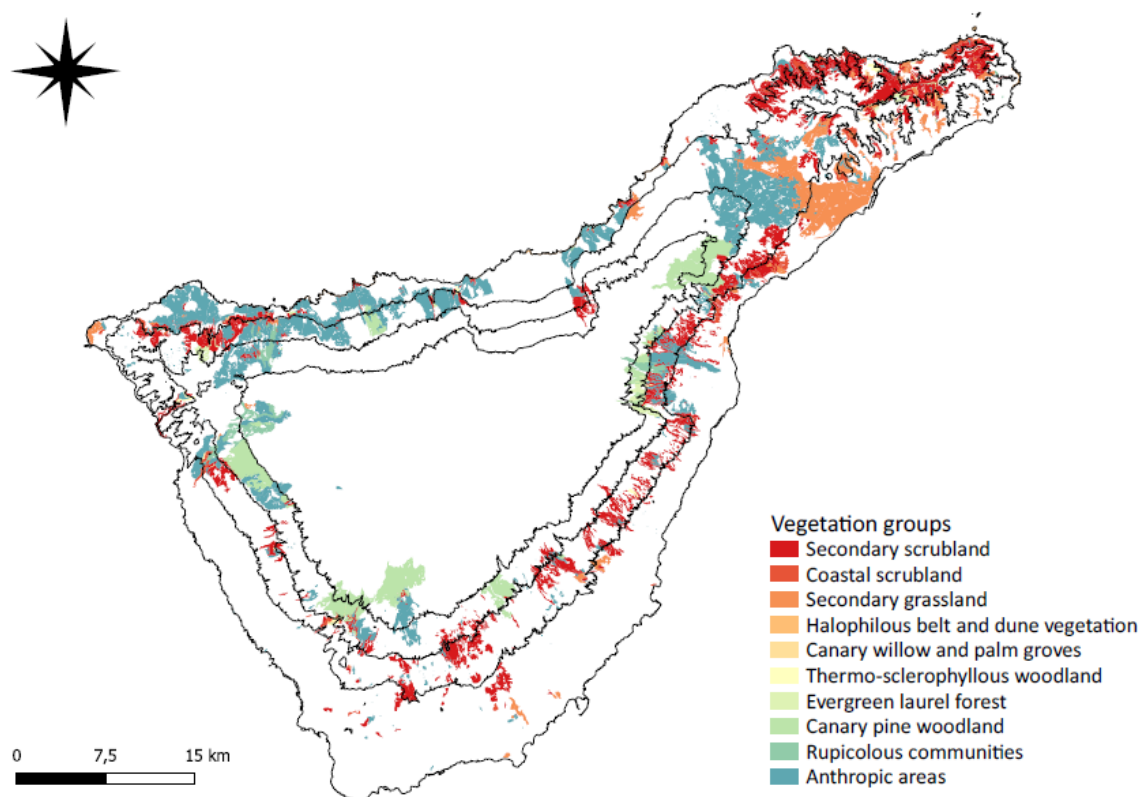 Vegetation groups
Secondary scrubland
Coastal scrubland
Secondary grassland
Halophilous belt and dune vegetation
Canary willow and palm groves
Thermo-sclerophyllous woodland
Evergreen laurel forest
Canary pine woodland
Rupicolous communities
Anthropic areas
0 7,5 15 km